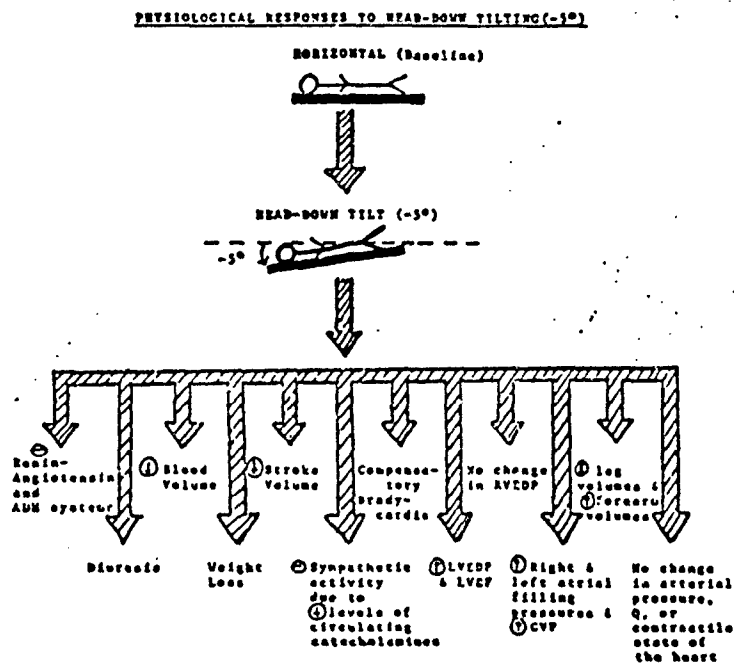 PHYSIOLOGICAL RESPONSES TO HEAD-DOWN TILTING(-5°)
HORIZONTAL (Baseline)
HEAD-DOWN TILT (-5°)
-5°
⊖
Renin-
Angiotensin
and
ADH system
Diuresis
↓ Blood
Volume
Weight
Loss
↓ Stroke
Volume
⊖ Sympathetic
activity
due to
↓ levels of
circulating
catecholamines
Compensa-
tory
Brady-
cardia
↑ LVEDP
& LVEF
No change
in RVEDP
↑ Right &
left atrial
filling
pressures &
↑ CVP
leg
volumes &
↑ forearm
volumes
No change
in arterial
pressure,
Q, or
contractile
state of
the heart